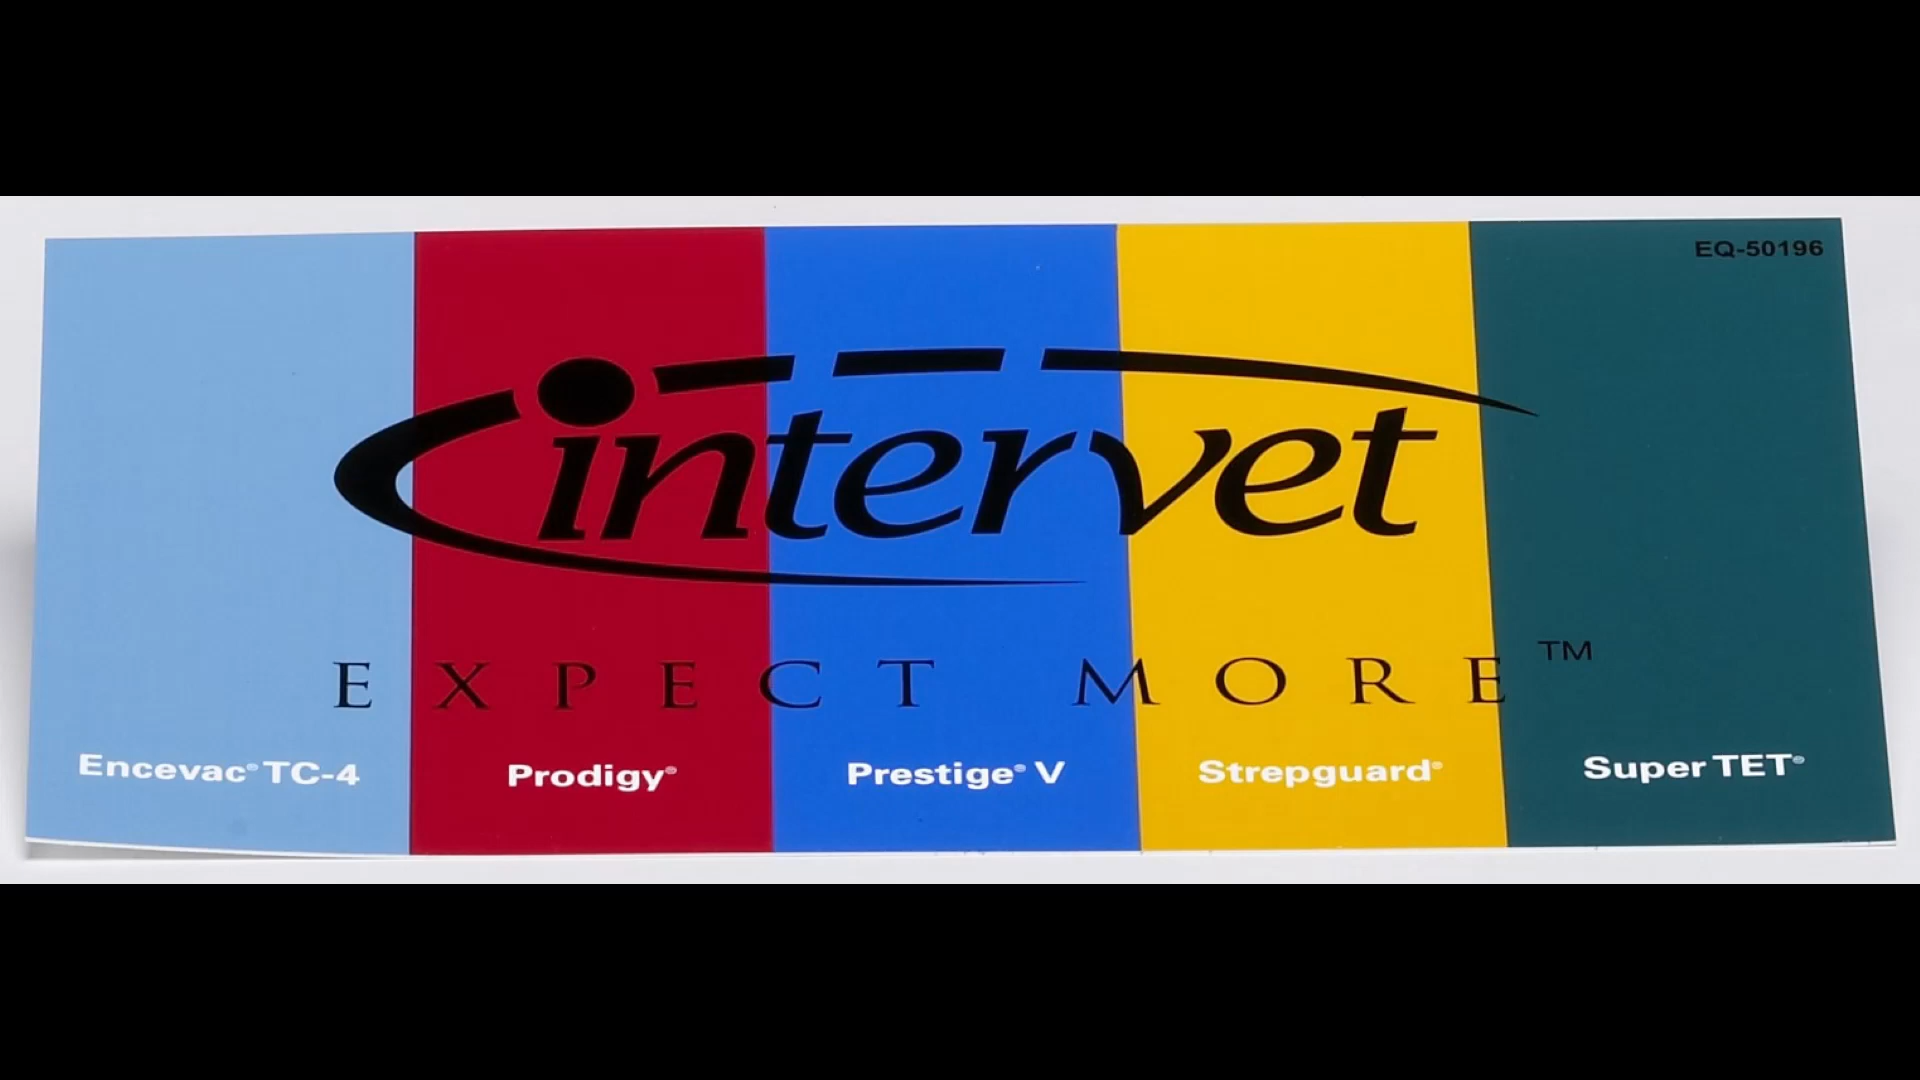 EQ-50196
intervet
EXPECT MORE™
Encevac® TC-4
Prodigy®
Prestige® V
Strepguard®
Super TET®